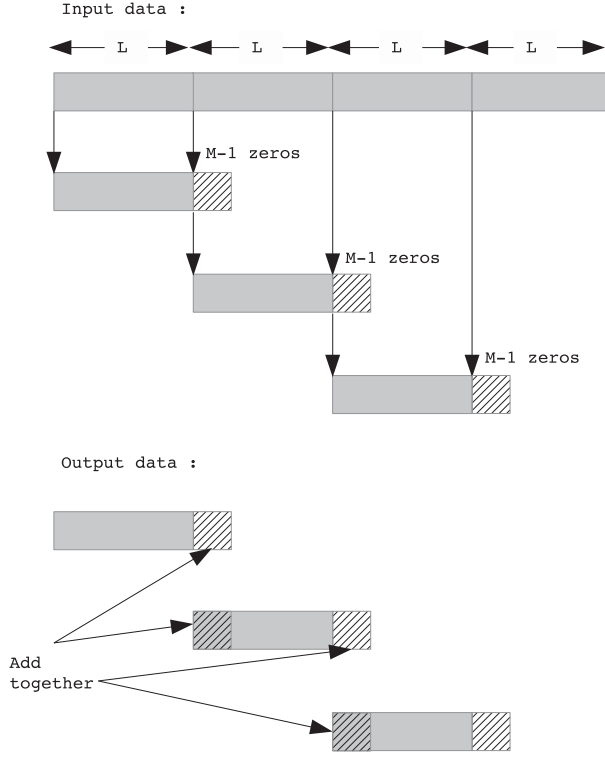 Input data :
L L L L
M-1 zeros
M-1 zeros
M-1 zeros
Output data :
Add
together